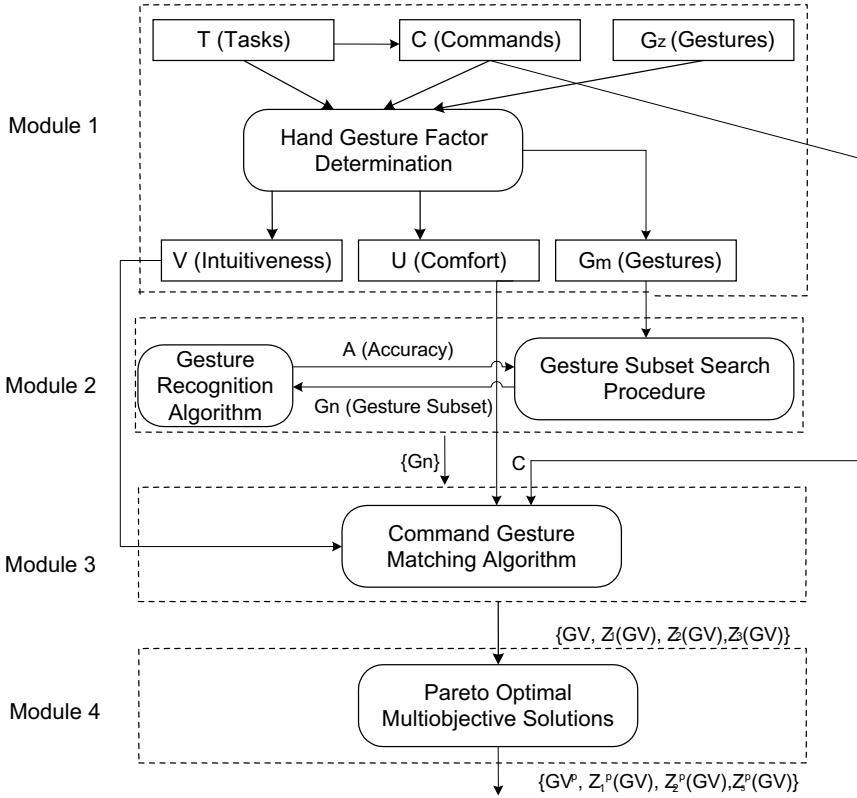 T (Tasks)
C (Commands)
Gz (Gestures)
Module 1
Hand Gesture Factor
Determination
V (Intuitiveness)
U (Comfort)
Gm (Gestures)
Module 2
Gesture
Recognition
Algorithm
A (Accuracy)
Gn (Gesture Subset)
Gesture Subset Search
Procedure
{Gn}
C
Module 3
Command Gesture
Matching Algorithm
{GV, Z₁(GV), Z₂(GV),Z₃(GV)}
Module 4
Pareto Optimal
Multiobjective Solutions
{GVᵖ, Z₁ᵖ(GV), Z₂ᵖ(GV),Z₃ᵖ(GV)}